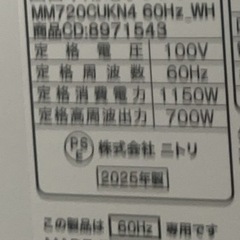 MM720CUKN4 60Hz WH
商品CD:8971543
定格電圧 100V
定格周波数 60Hz
定格消費電力 1150W
定格高周波出力 700W
PSE 株式会社 ニトリ
2025年製
この製品は 60Hz 専用です